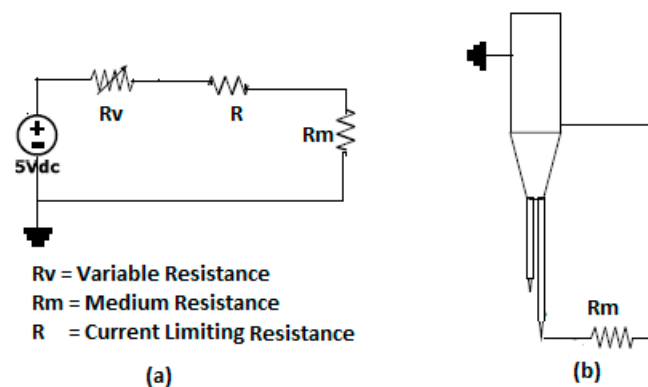 Rv
R
Rm
5Vdc
Rv = Variable Resistance
Rm = Medium Resistance
R = Current Limiting Resistance
(a)
Rm
(b)